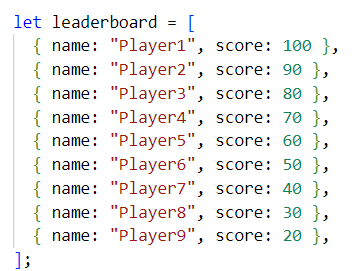 let leaderboard = [
  { name: "Player1", score: 100 },
  { name: "Player2", score: 90 },
  { name: "Player3", score: 80 },
  { name: "Player4", score: 70 },
  { name: "Player5", score: 60 },
  { name: "Player6", score: 50 },
  { name: "Player7", score: 40 },
  { name: "Player8", score: 30 },
  { name: "Player9", score: 20 },
];